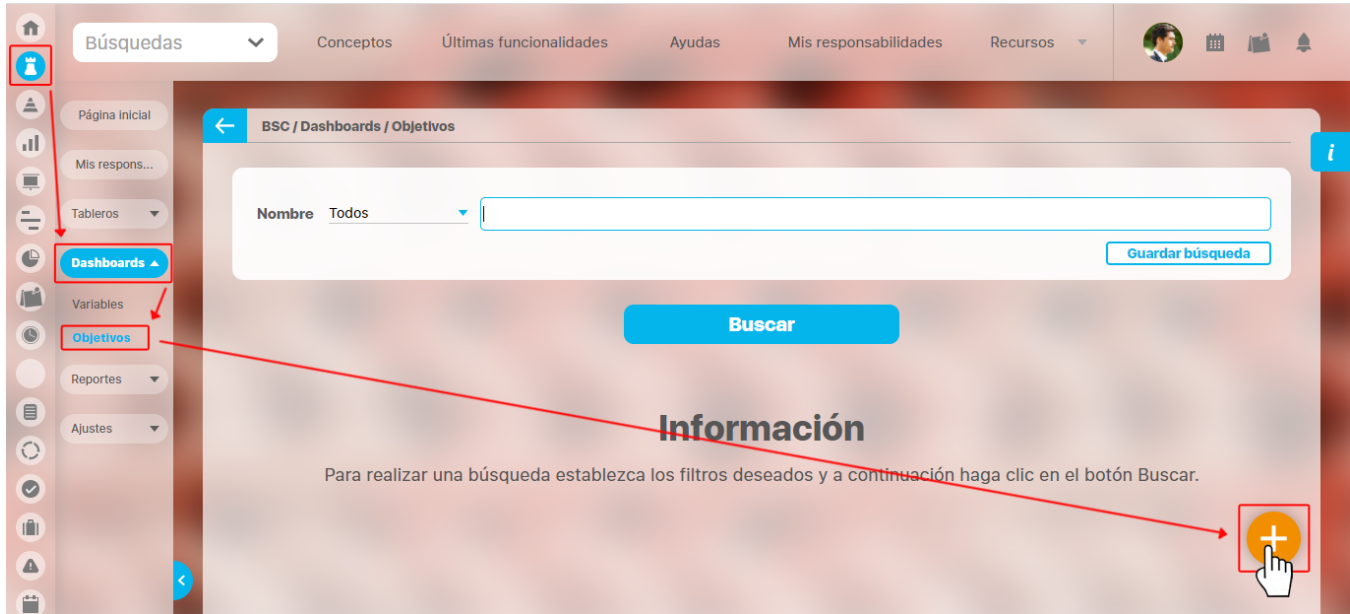 Búsquedas
Conceptos
Últimas funcionalidades
Ayudas
Mis responsabilidades
Recursos
Página inicial
Mis respons...
Tableros
Dashboards
Variables
Objetivos
Reportes
Ajustes
BSC / Dashboards / Objetivos
i
Nombre Todos
Guardar búsqueda
Buscar
Información
Para realizar una búsqueda establezca los filtros deseados y a continuación haga clic en el botón Buscar.